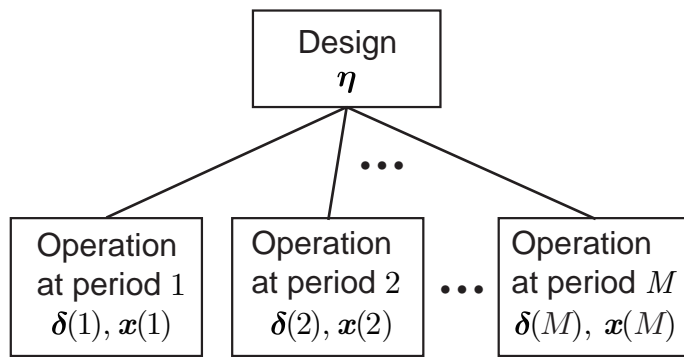 Design
η
...
Operation
at period 1
δ(1), x(1)
Operation
at period 2
δ(2), x(2)
...
Operation
at period M
δ(M), x(M)